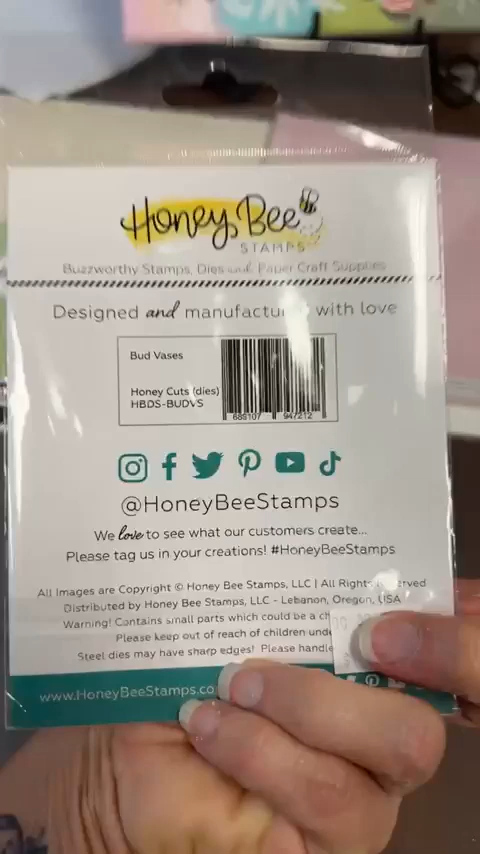 Honey Bee
STAMPS
Buzzworthy Stamps, Dies and Paper Craft Supplies
Designed and manufactu with love
Bud Vases
Honey Cuts (dies)
HBDS-BUDVS
@HoneyBeeStamps
We love to see what our customers create...
Please tag us in your creations! #HoneyBeeStamps
All Images are Copyright © Honey Bee Stamps, LLC | All Rights erved
Distributed by Honey Bee Stamps, LLC - Lebanon, Oregon, USA
Warning! Contains small parts which could be a ch
Please keep out of reach of children unde
Steel dies may have sharp edges! Please handle
www.HoneyBeeStamps.co